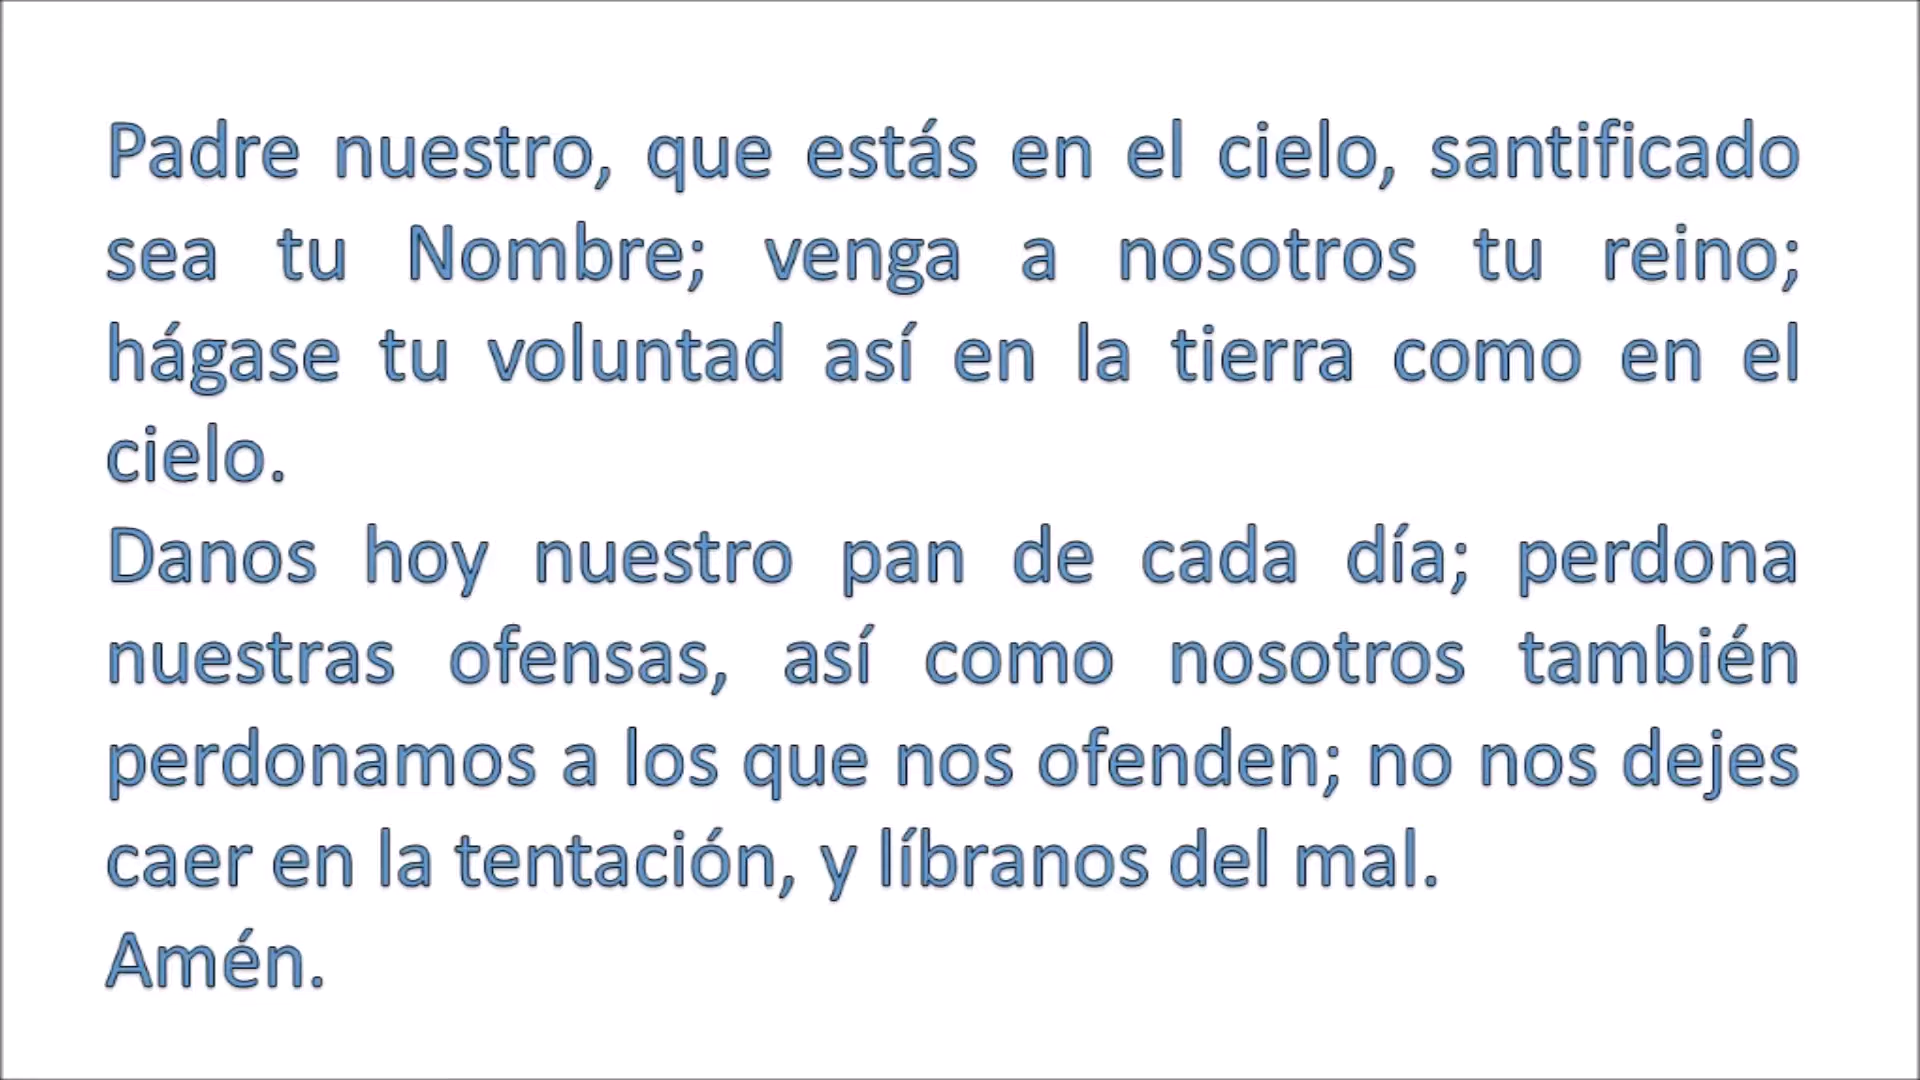 Padre nuestro, que estás en el cielo, santificado
sea tu Nombre; venga a nosotros tu reino;
hágase tu voluntad así en la tierra como en el
cielo.
Danos hoy nuestro pan de cada día; perdona
nuestras ofensas, así como nosotros también
perdonamos a los que nos ofenden; no nos dejes
caer en la tentación, y líbranos del mal.
Amén.